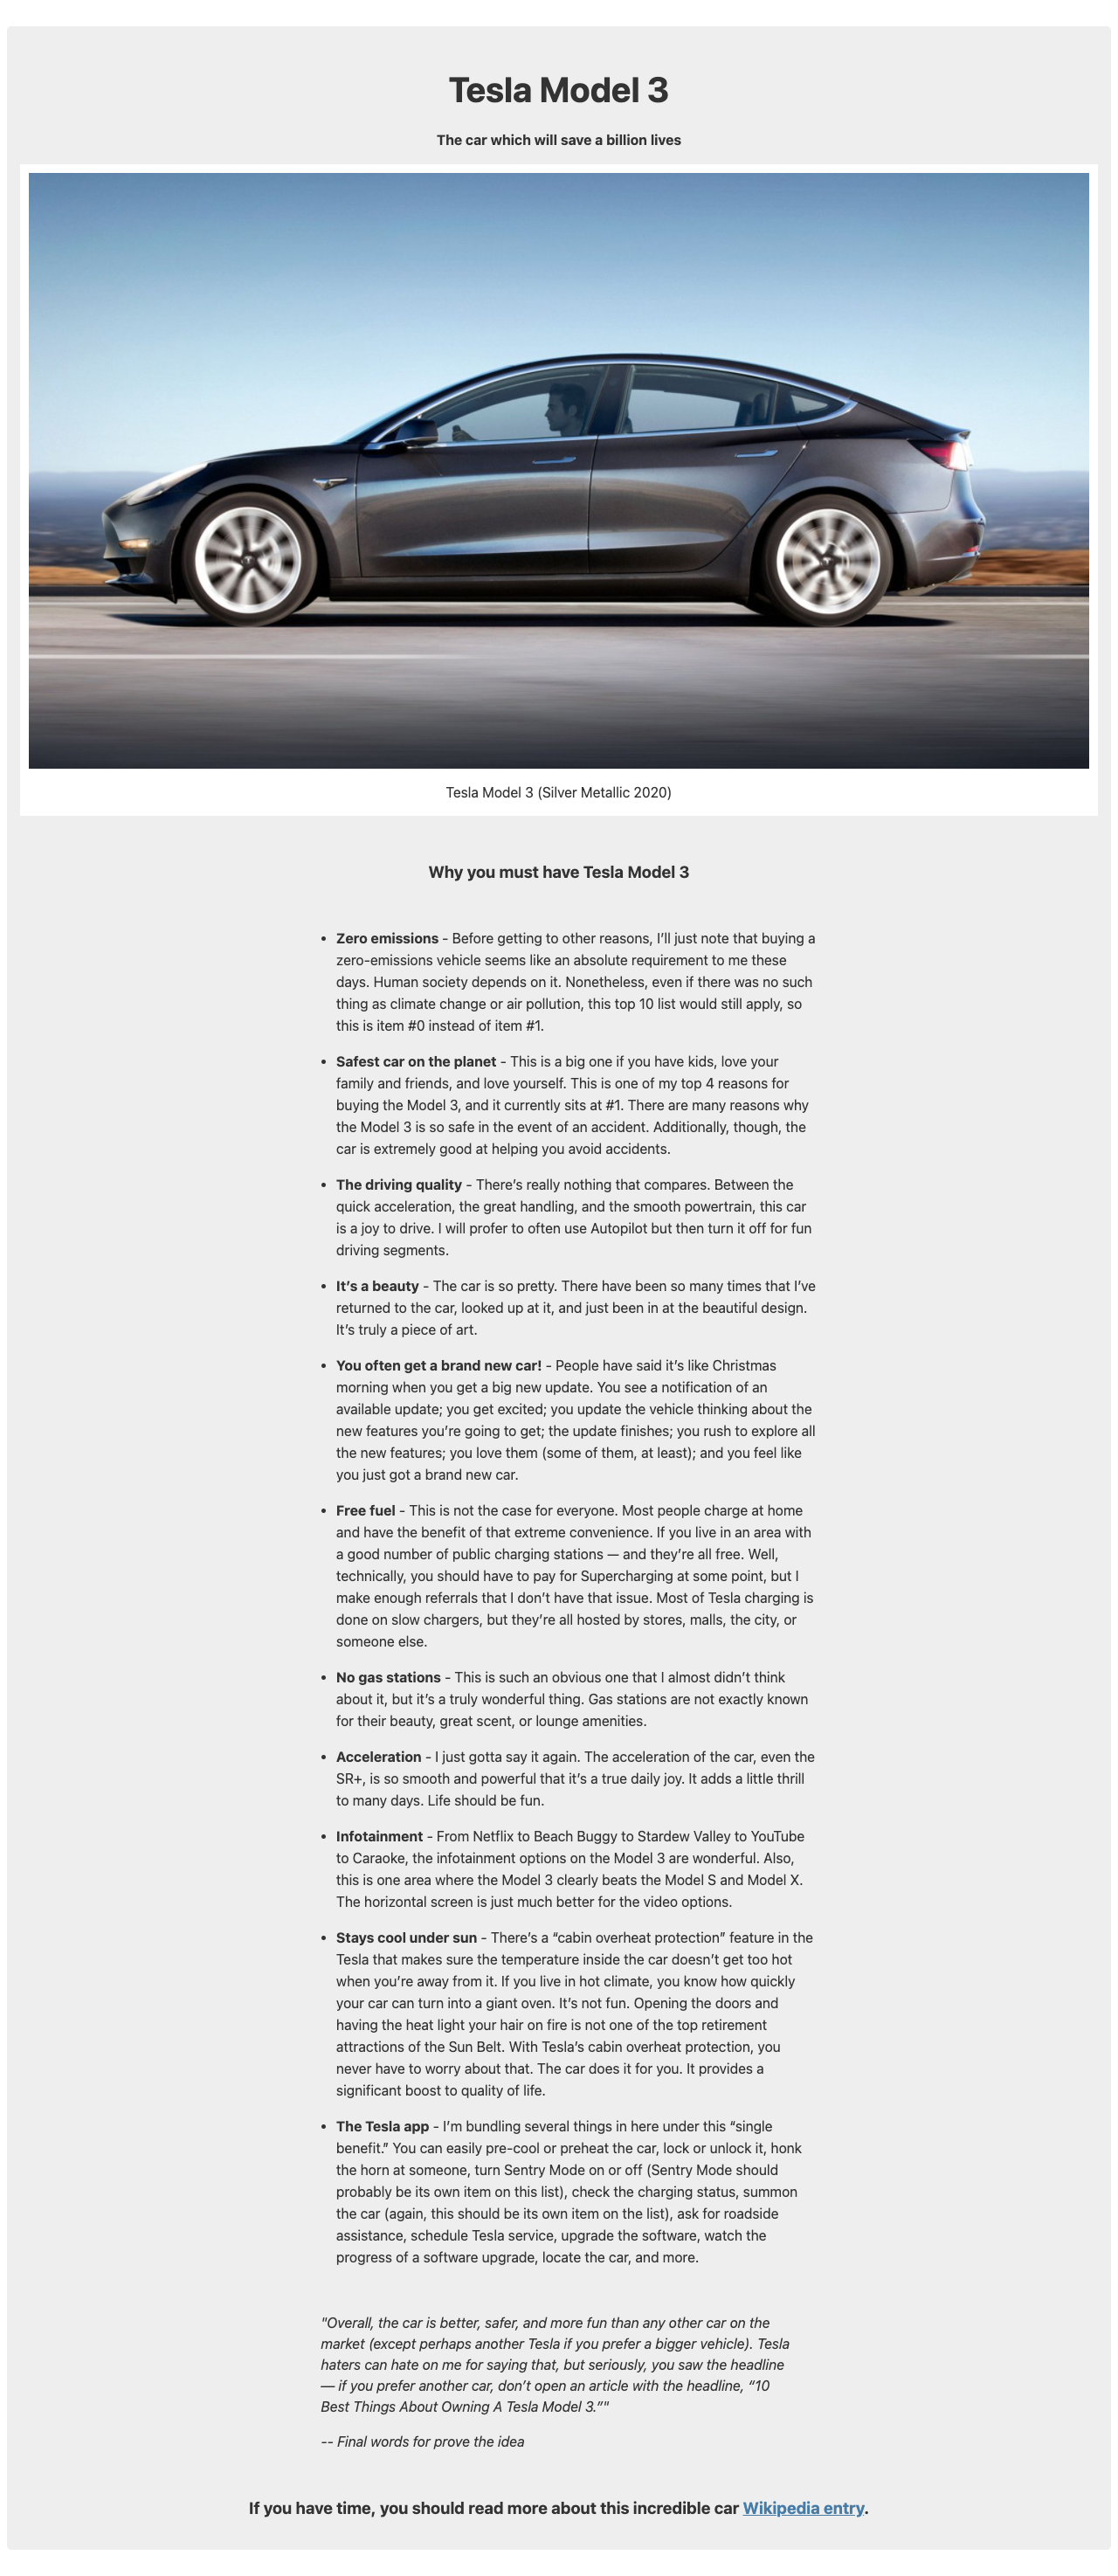 Tesla Model 3
The car which will save a billion lives
Tesla Model 3 (Silver Metallic 2020)
Why you must have Tesla Model 3
• Zero emissions - Before getting to other reasons, I’ll just note that buying a
zero-emissions vehicle seems like an absolute requirement to me these
days. Human society depends on it. Nonetheless, even if there was no such
thing as climate change or air pollution, this top 10 list would still apply, so
this is item #0 instead of item #1.
• Safest car on the planet - This is a big one if you have kids, love your
family and friends, and love yourself. This is one of my top 4 reasons for
buying the Model 3, and it currently sits at #1. There are many reasons why
the Model 3 is so safe in the event of an accident. Additionally, though, the
car is extremely good at helping you avoid accidents.
• The driving quality - There’s really nothing that compares. Between the
quick acceleration, the great handling, and the smooth powertrain, this car
is a joy to drive. I will profer to often use Autopilot but then turn it off for fun
driving segments.
• It’s a beauty - The car is so pretty. There have been so many times that I’ve
returned to the car, looked up at it, and just been in at the beautiful design.
It’s truly a piece of art.
• You often get a brand new car! - People have said it’s like Christmas
morning when you get a big new update. You see a notification of an
available update; you get excited; you update the vehicle thinking about the
new features you’re going to get; the update finishes; you rush to explore all
the new features; you love them (some of them, at least); and you feel like
you just got a brand new car.
• Free fuel - This is not the case for everyone. Most people charge at home
and have the benefit of that extreme convenience. If you live in an area with
a good number of public charging stations — and they’re all free. Well,
technically, you should have to pay for Supercharging at some point, but I
make enough referrals that I don’t have that issue. Most of Tesla charging is
done on slow chargers, but they’re all hosted by stores, malls, the city, or
someone else.
• No gas stations - This is such an obvious one that I almost didn’t think
about it, but it’s a truly wonderful thing. Gas stations are not exactly known
for their beauty, great scent, or lounge amenities.
• Acceleration - I just gotta say it again. The acceleration of the car, even the
SR+, is so smooth and powerful that it’s a true daily joy. It adds a little thrill
to many days. Life should be fun.
• Infotainment - From Netflix to Beach Buggy to Stardew Valley to YouTube
to Caraoke, the infotainment options on the Model 3 are wonderful. Also,
this is one area where the Model 3 clearly beats the Model S and Model X.
The horizontal screen is just much better for the video options.
• Stays cool under sun - There’s a “cabin overheat protection” feature in the
Tesla that makes sure the temperature inside the car doesn’t get too hot
when you’re away from it. If you live in hot climate, you know how quickly
your car can turn into a giant oven. It’s not fun. Opening the doors and
having the heat light your hair on fire is not one of the top retirement
attractions of the Sun Belt. With Tesla’s cabin overheat protection, you
never have to worry about that. The car does it for you. It provides a
significant boost to quality of life.
• The Tesla app - I’m bundling several things in here under this “single
benefit.” You can easily pre-cool or preheat the car, lock or unlock it, honk
the horn at someone, turn Sentry Mode on or off (Sentry Mode should
probably be its own item on this list), check the charging status, summon
the car (again, this should be its own item on the list), ask for roadside
assistance, schedule Tesla service, upgrade the software, watch the
progress of a software upgrade, locate the car, and more.
"Overall, the car is better, safer, and more fun than any other car on the
market (except perhaps another Tesla if you prefer a bigger vehicle). Tesla
haters can hate on me for saying that, but seriously, you saw the headline
— if you prefer another car, don’t open an article with the headline, “10
Best Things About Owning A Tesla Model 3.”"
-- Final words for prove the idea
If you have time, you should read more about this incredible car Wikipedia entry.